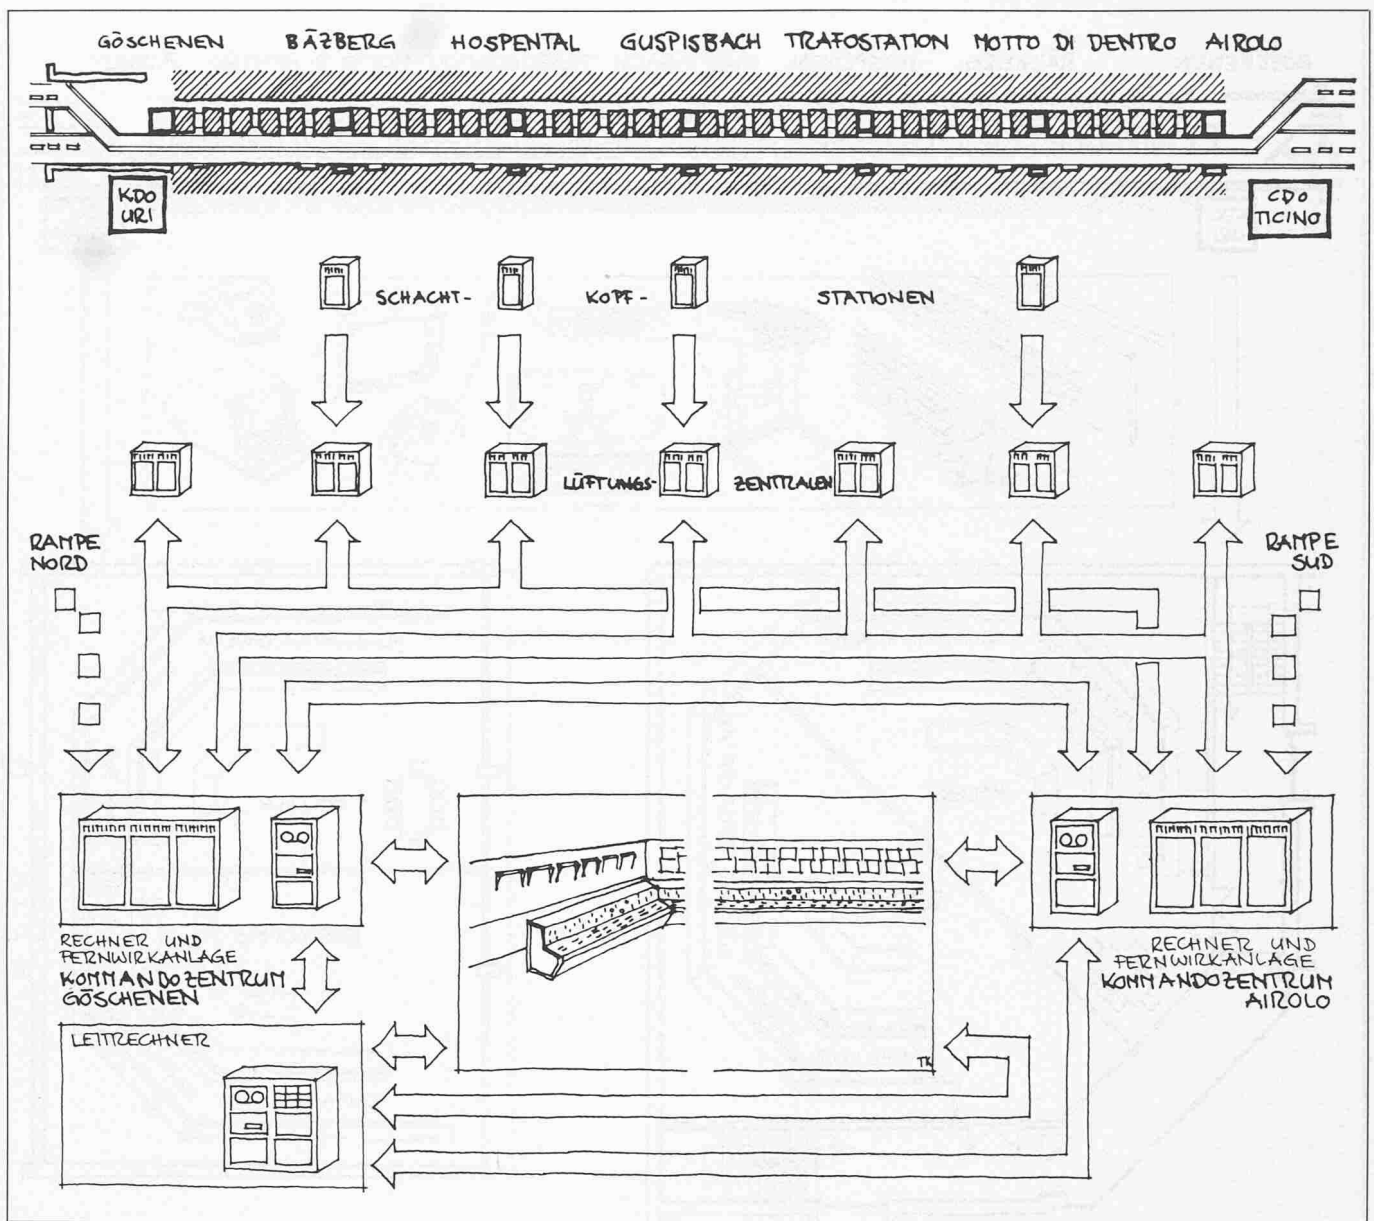 GÖSCHENEN BÄZBERG HOSPENTAL GUSPISBACH TRAFOSTATION MOTTO DI DENTRO AIROLO
KDO
URI
CDO
TICINO
SCHACHT- KOPF- STATIONEN
LÜFTUNGS- ZENTRALEN
RAMPE
NORD
RAMPE
SUD
RECHNER UND
FERNWIRKANLAGE
KOMMANDOZENTRUM
GÖSCHENEN
RECHNER UND
FERNWIRKANLAGE
KOMMANDOZENTRUM
AIROLO
LEITRECHNER